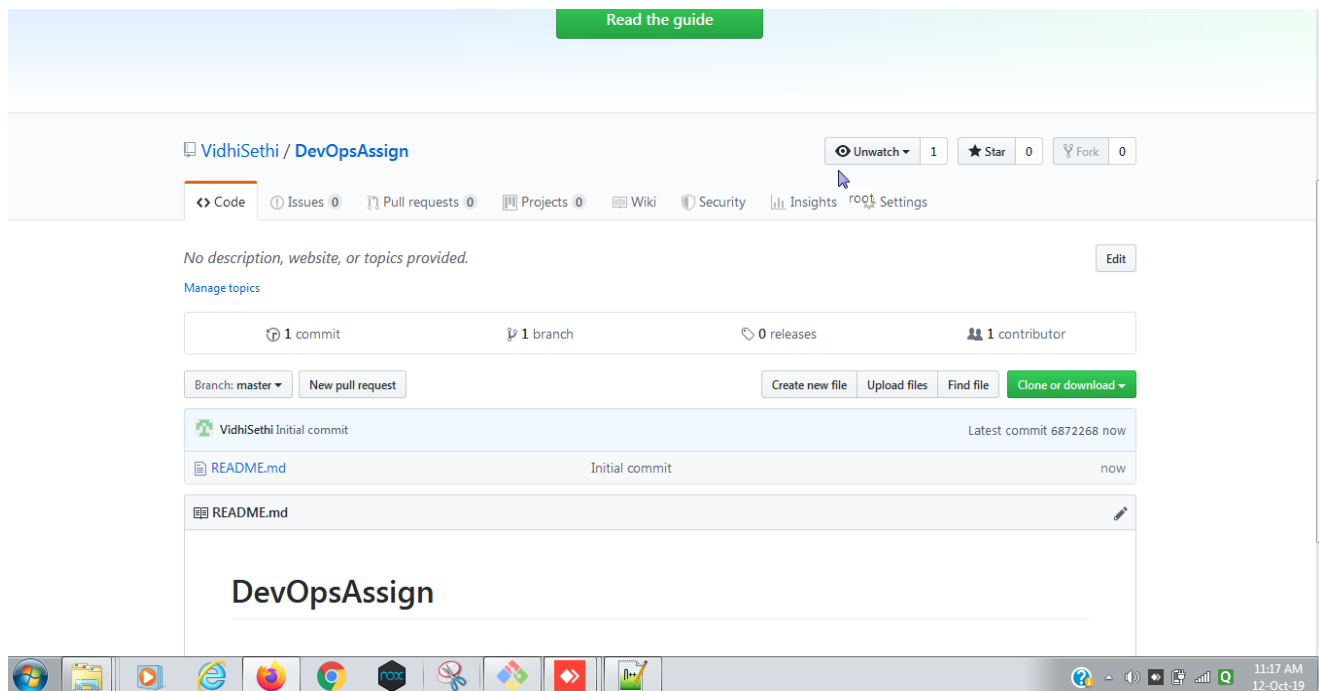 Read the guide
VidhiSethi / DevOpsAssign
Unwatch 1 Star 0 Fork 0
Code Issues 0 Pull requests 0 Projects 0 Wiki Security Insights root Settings
No description, website, or topics provided. Edit
Manage topics
1 commit 1 branch 0 releases 1 contributor
Branch: master New pull request Create new file Upload files Find file Clone or download
VidhiSethi Initial commit Latest commit 6872268 now
README.md Initial commit now
README.md
DevOpsAssign
nox n++ Q 11:17 AM
12-Oct-19